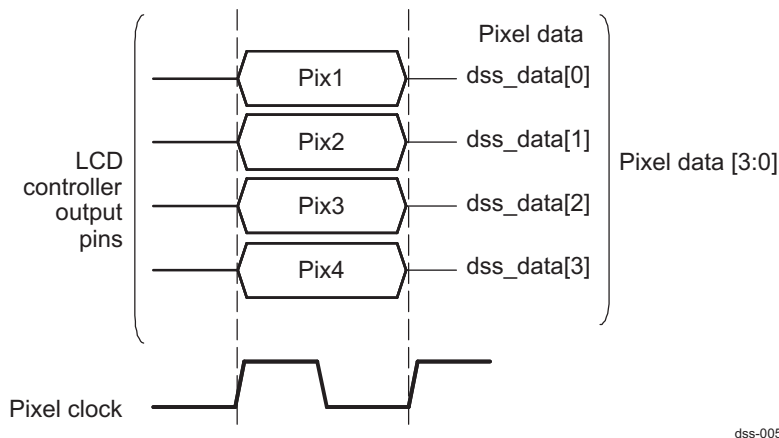 Pixel data
Pix1 dss_data[0]
Pix2 dss_data[1]
Pix3 dss_data[2]
Pix4 dss_data[3]
LCD
controller
output
pins
Pixel data [3:0]
Pixel clock
dss-005